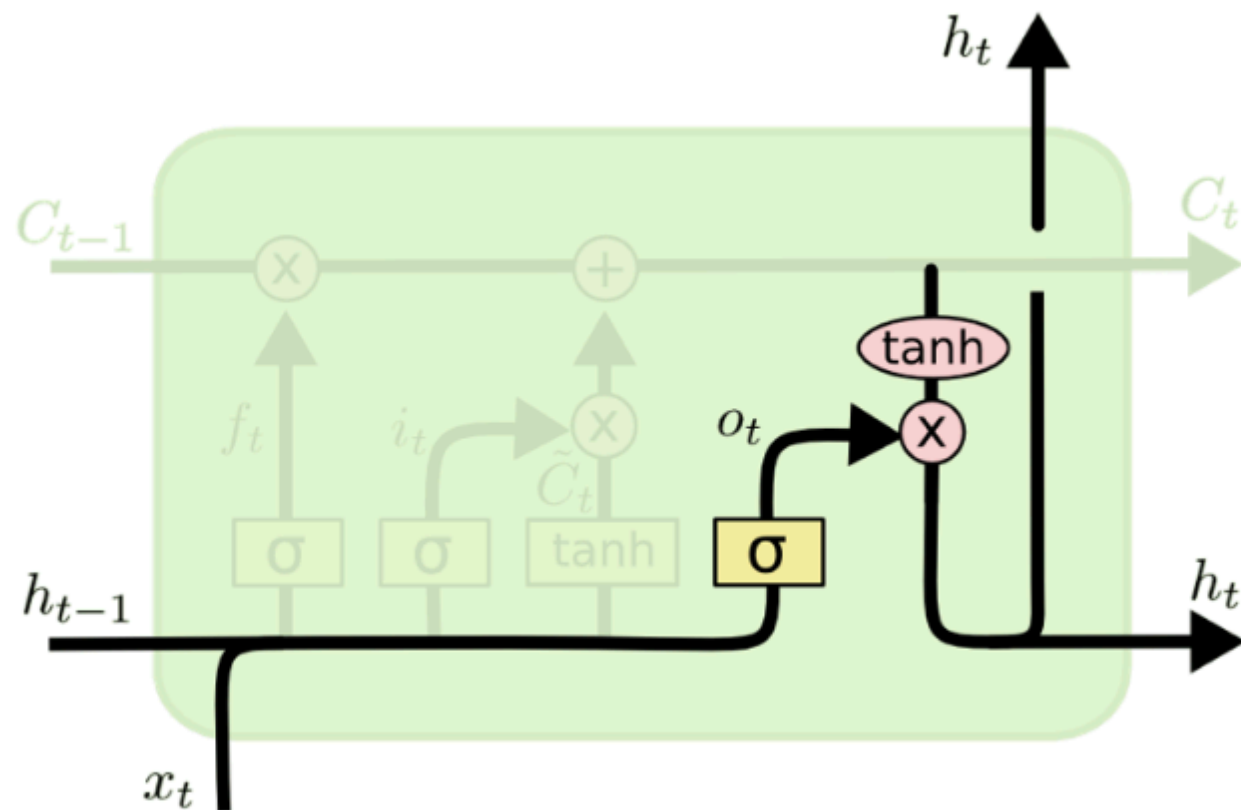 h_t
C_{t-1}
C_t
x
+
tanh
f_t
i_t
x
o_t
x
C̃_t
σ
σ
tanh
σ
h_{t-1}
h_t
x_t